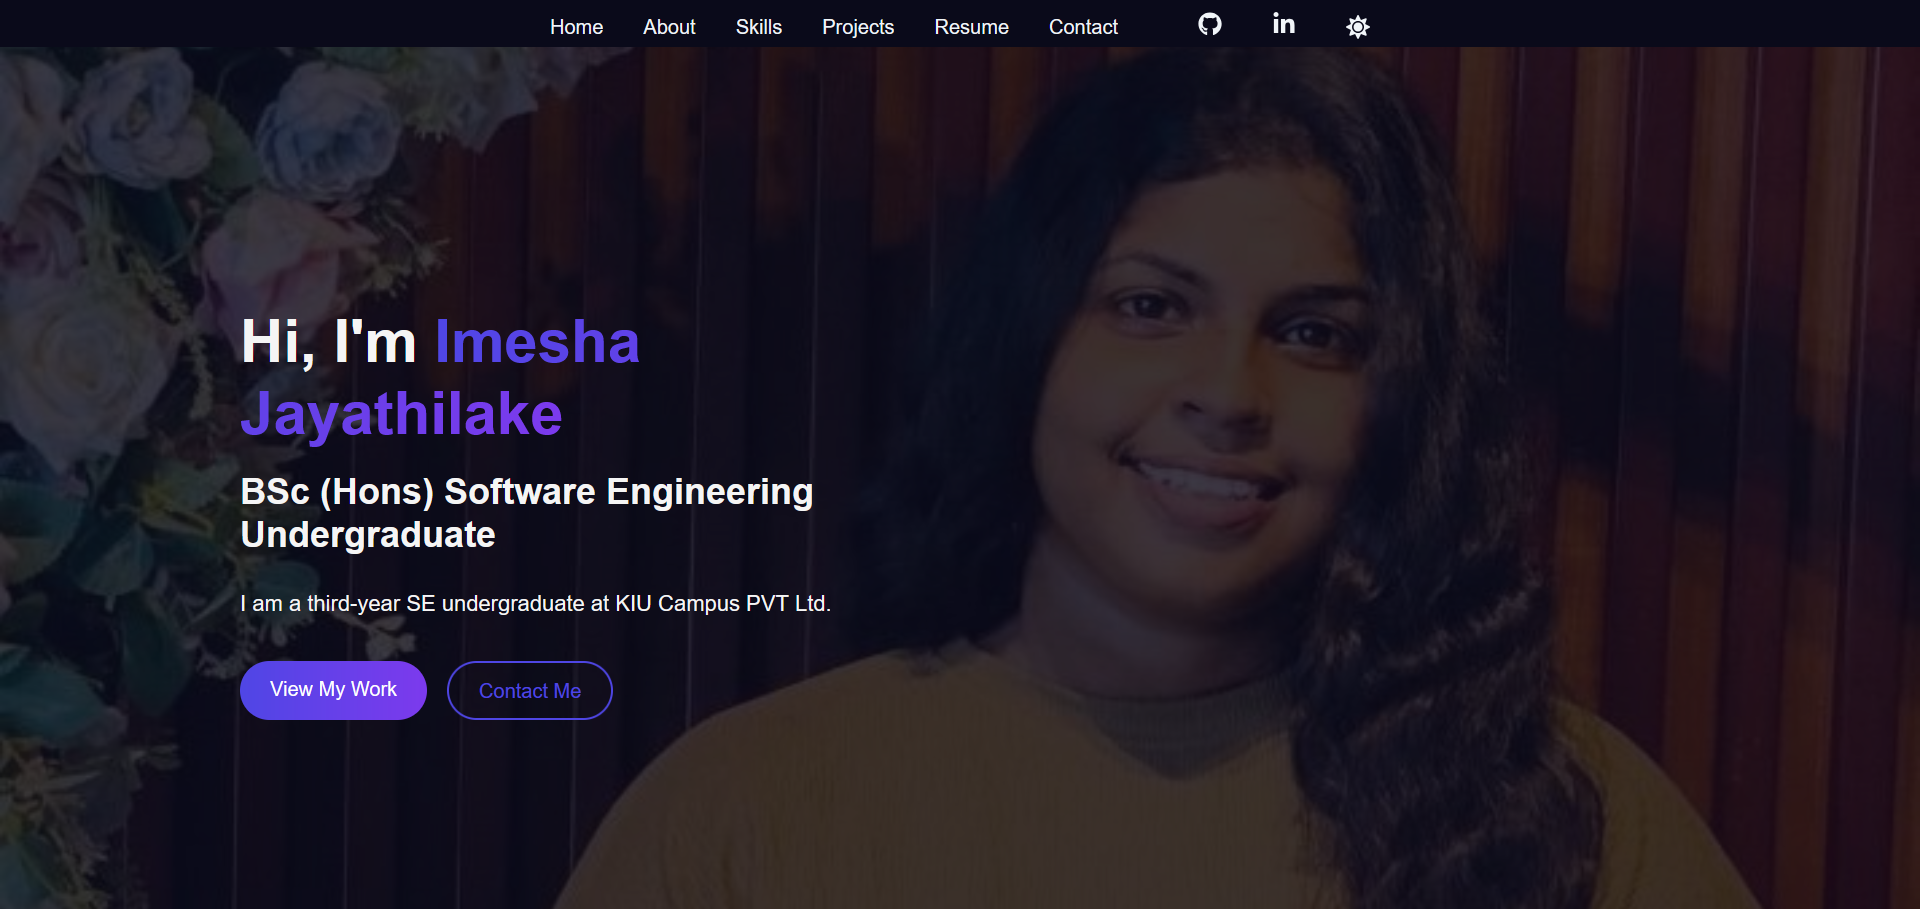 Home About Skills Projects Resume Contact
Hi, I'm Imesha
Jayathilake
BSc (Hons) Software Engineering
Undergraduate
I am a third-year SE undergraduate at KIU Campus PVT Ltd.
View My Work Contact Me